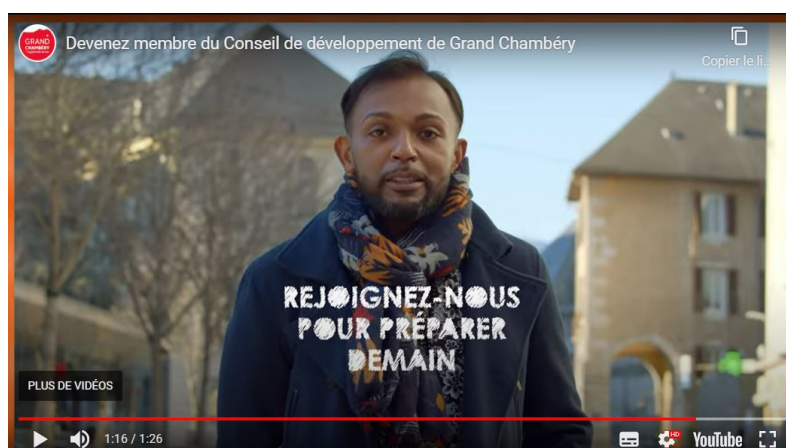 GRAND
CHAMBÉRY
Devenez membre du Conseil de développement de Grand Chambéry
Copier le li...
REJOIGNEZ-NOUS
POUR PRÉPARER
DEMAIN
PLUS DE VIDÉOS
1:16 / 1:26
HD
YouTube